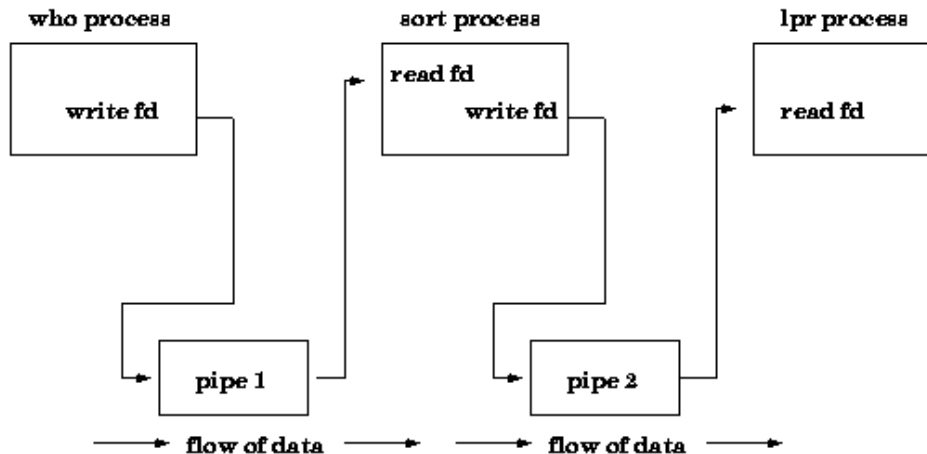 who process
sort process
lpr process
read fd
write fd
write fd
read fd
pipe 1
pipe 2
flow of data
flow of data